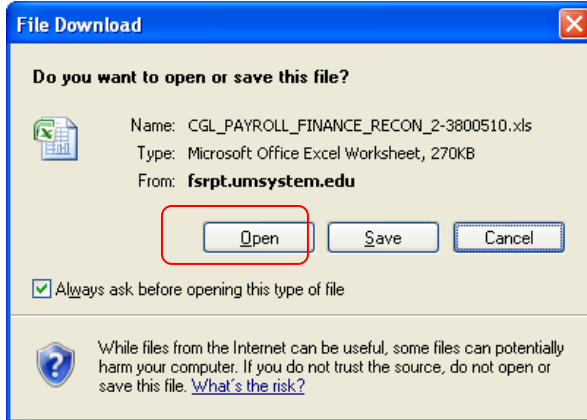 File Download
Do you want to open or save this file?
Name: CGL_PAYROLL_FINANCE_RECON_2-3800510.xls
Type: Microsoft Office Excel Worksheet, 270KB
From: fsrpt.umsystem.edu
Open Save Cancel
Always ask before opening this type of file
While files from the Internet can be useful, some files can potentially
harm your computer. If you do not trust the source, do not open or
save this file. What's the risk?